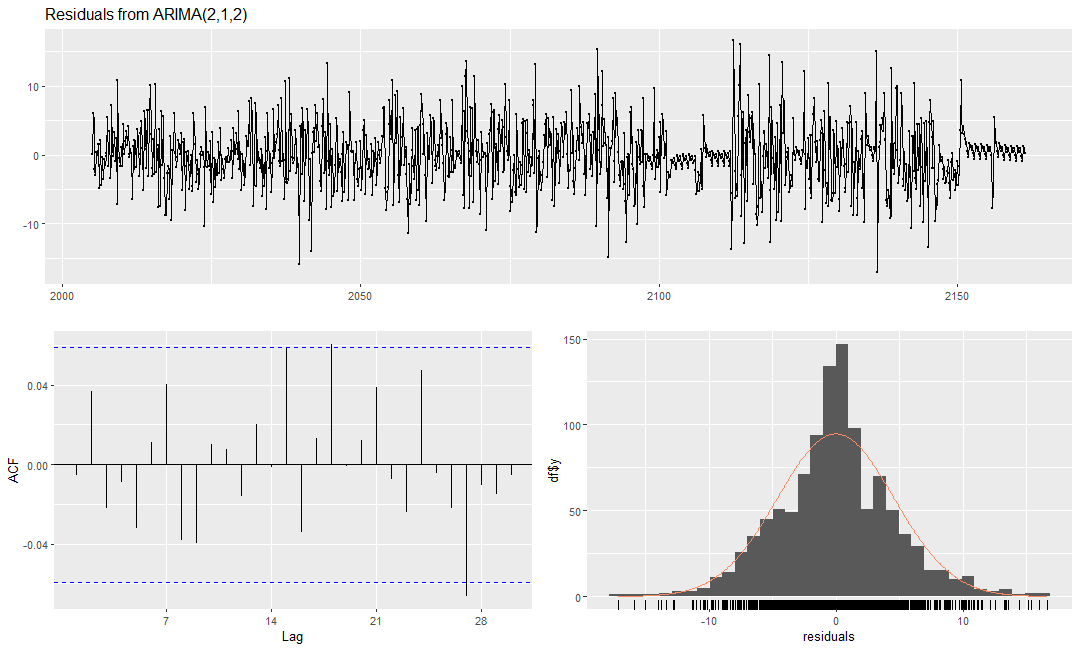 Residuals from ARIMA(2,1,2)
10
0
-10
2000 2050 2100 2150
0.04
0.00
-0.04
ACF
7 14 21 28
Lag
150
100
50
0
df$y
-10 0 10
residuals